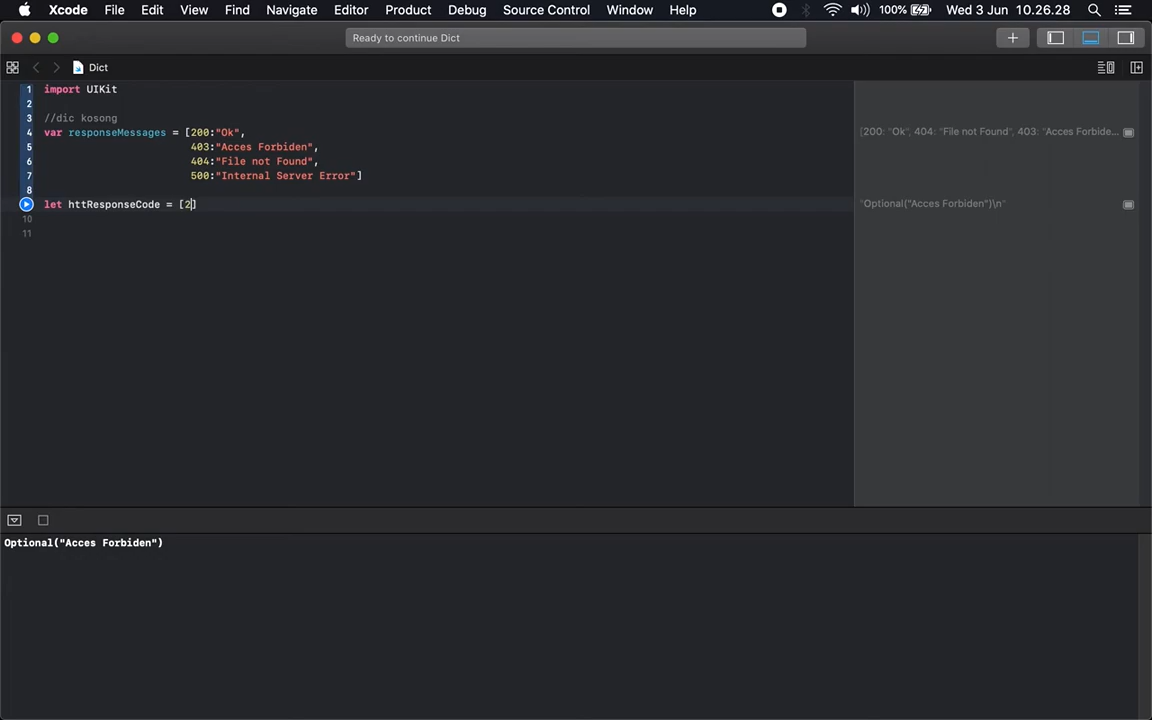 Xcode File Edit View Find Navigate Editor Product Debug Source Control Window Help 100% Wed 3 Jun 10.26.28
Ready to continue Dict
Dict
1 import UIKit
2
3 //dic kosong
4 var responseMessages = [200:"Ok", [200: "Ok", 404: "File not Found", 403: "Acces Forbide...
5 403:"Acces Forbiden",
6 404:"File not Found",
7 500:"Internal Server Error"]
8
let httResponseCode = [2] "Optional("Acces Forbiden")\n"
10
11
Optional("Acces Forbiden")